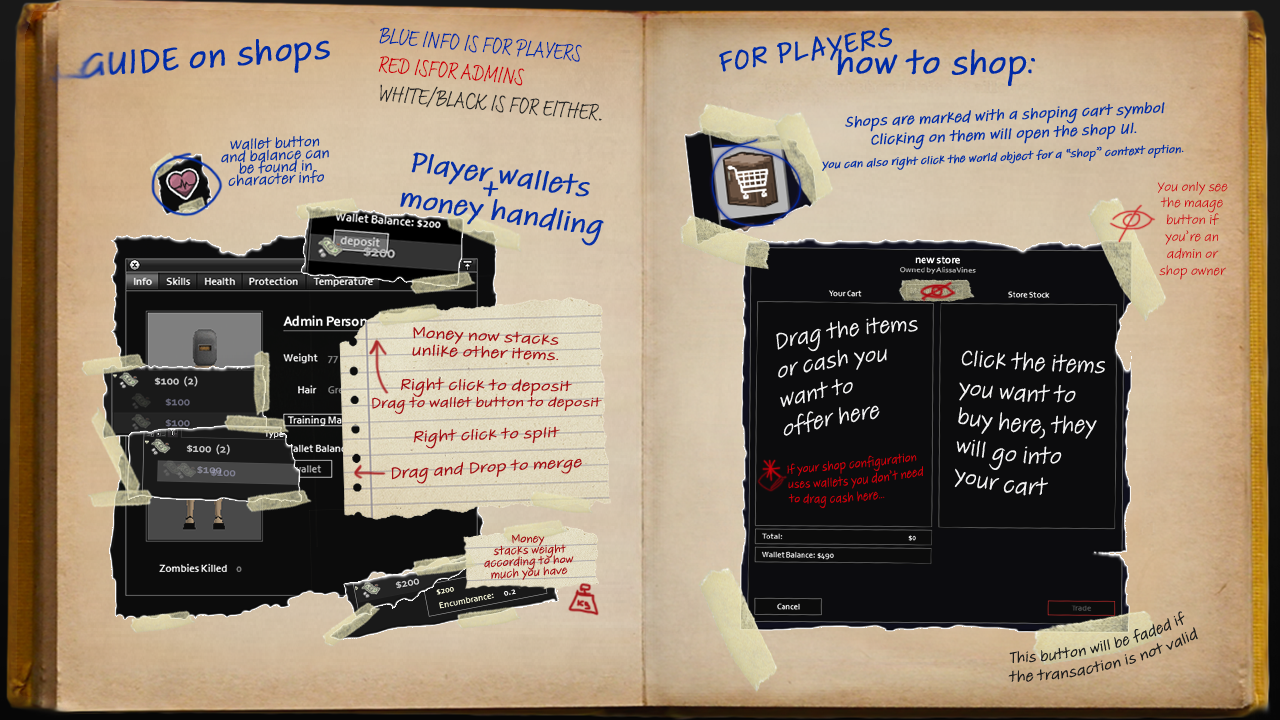 GUIDE on shops
BLUE INFO IS FOR PLAYERS
RED ISFOR ADMINS
WHITE/BLACK IS FOR EITHER.
Wallet button
and balance can
be found in
character info
Player wallets
+
money handling
Wallet Balance: $200
deposit
$200
Info Skills Health Protection Temperature
Admin Person
Weight 77
Hair Gre
Training Ma
$100 (2)
$100
$100
Type
$100 (2)
$100
$100
allet Balanc
wallet
Zombies Killed 0
Money now stacks
unlike other items.
Right click to deposit
Drag to wallet button to deposit
Right click to split
Drag and Drop to merge
Money
stacks weight
according to how
much you have
$200
$200
Encumbrance: 0.2
KG
FOR PLAYERS
how to shop:
Shops are marked with a shoping cart symbol
Clicking on them will open the shop UI.
you can also right click the world object for a "shop" context option.
You only see
the maage
button if
you're an
admin or
shop owner
new store
Owned by AlissaVines
Your Cart
Store Stock
Drag the items
or cash you
want to
offer here
If your shop configuration
uses wallets you don't need
to drag cash here...
Click the items
you want to
buy here, they
will go into
your cart
Total: $0
Wallet Balance: $490
Cancel
Trade
This button will be faded if
the transaction is not valid